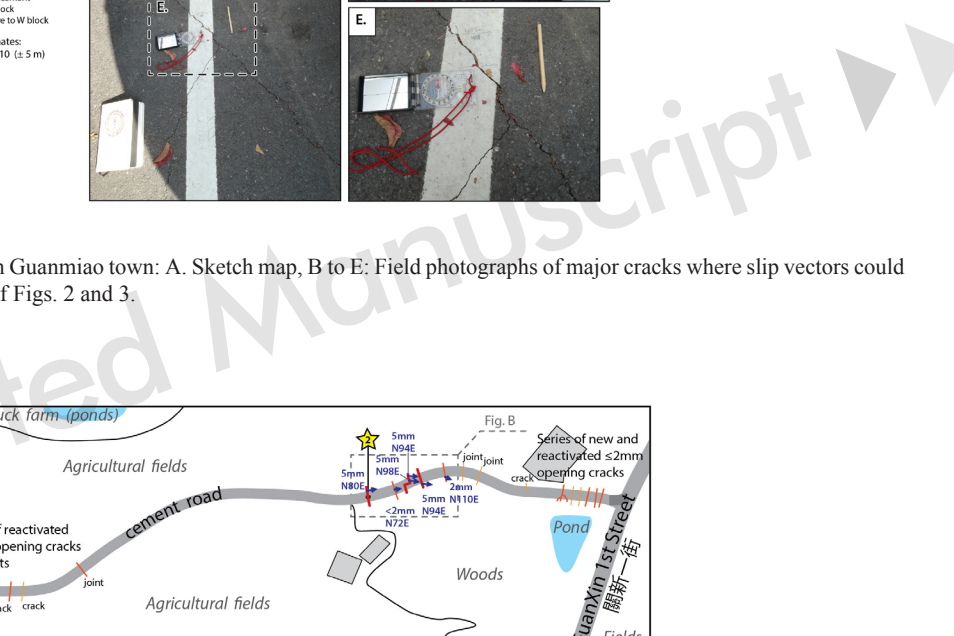 ock
e to W block
ates:
10 (± 5 m)
E.
E.
n Guanmiao town: A. Sketch map, B to E: Field photographs of major cracks where slip vectors could
f Figs. 2 and 3.
ted Manuscript
uck farm (ponds)
Fig. B
2
5mm
N94E
Series of new and
reactivated ≤2mm
opening cracks
Agricultural fields
5mm
N98E
joint
joint
5mm
N80E
crack
2mm
N110E
5mm
N94E
<2mm
N72E
cement road
Pond
f reactivated
opening cracks
ts
joint
Woods
uanXin 1st Street
關新一街
ack
crack
Agricultural fields
Fields